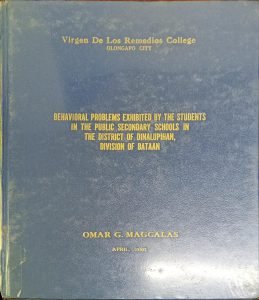 Virgen De Los Remedios College
OLONGAPO CITY
BEHAVIORAL PROBLEMS EXHIBITED BY THE STUDENTS
IN THE PUBLIC SECONDARY SCHOOLS IN
THE DISTRICT OF DINALUPIHAN,
DIVISION OF BATAAN
OMAR G. MAGCALAS
APRIL,